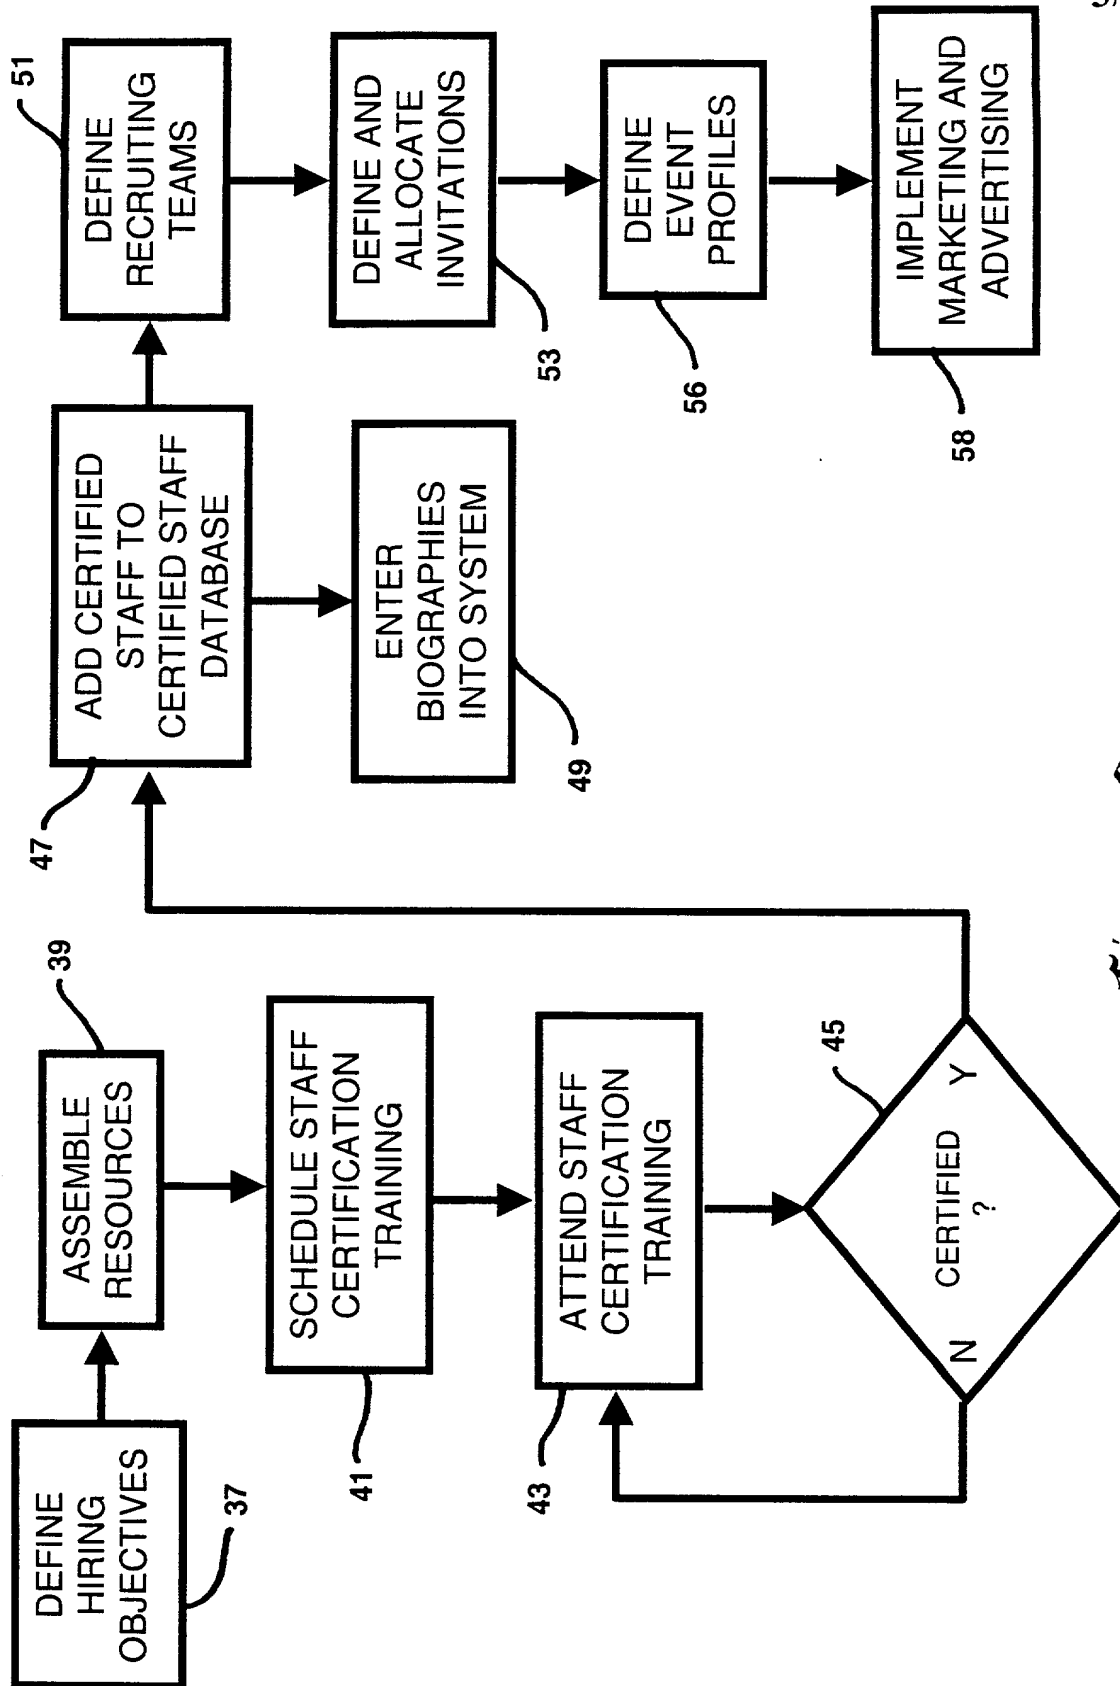 DEFINE
HIRING
OBJECTIVES
37
ASSEMBLE
RESOURCES
39
SCHEDULE STAFF
CERTIFICATION
TRAINING
41
ATTEND STAFF
CERTIFICATION
TRAINING
43
CERTIFIED
?
N
Y
45
ADD CERTIFIED
STAFF TO
CERTIFIED STAFF
DATABASE
47
ENTER
BIOGRAPHIES
INTO SYSTEM
49
DEFINE
RECRUITING
TEAMS
51
DEFINE AND
ALLOCATE
INVITATIONS
53
DEFINE
EVENT
PROFILES
56
IMPLEMENT
MARKETING AND
ADVERTISING
58